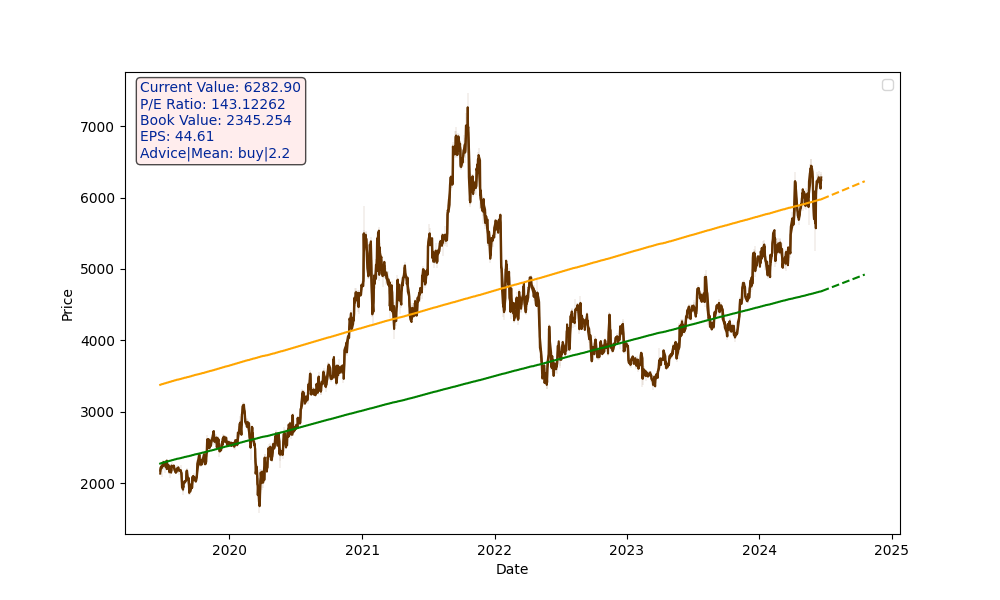 Current Value: 6282.90
P/E Ratio: 143.12262
Book Value: 2345.254
EPS: 44.61
Advice|Mean: buy|2.2
Price
7000
6000
5000
4000
3000
2000
2020 2021 2022 2023 2024 2025
Date